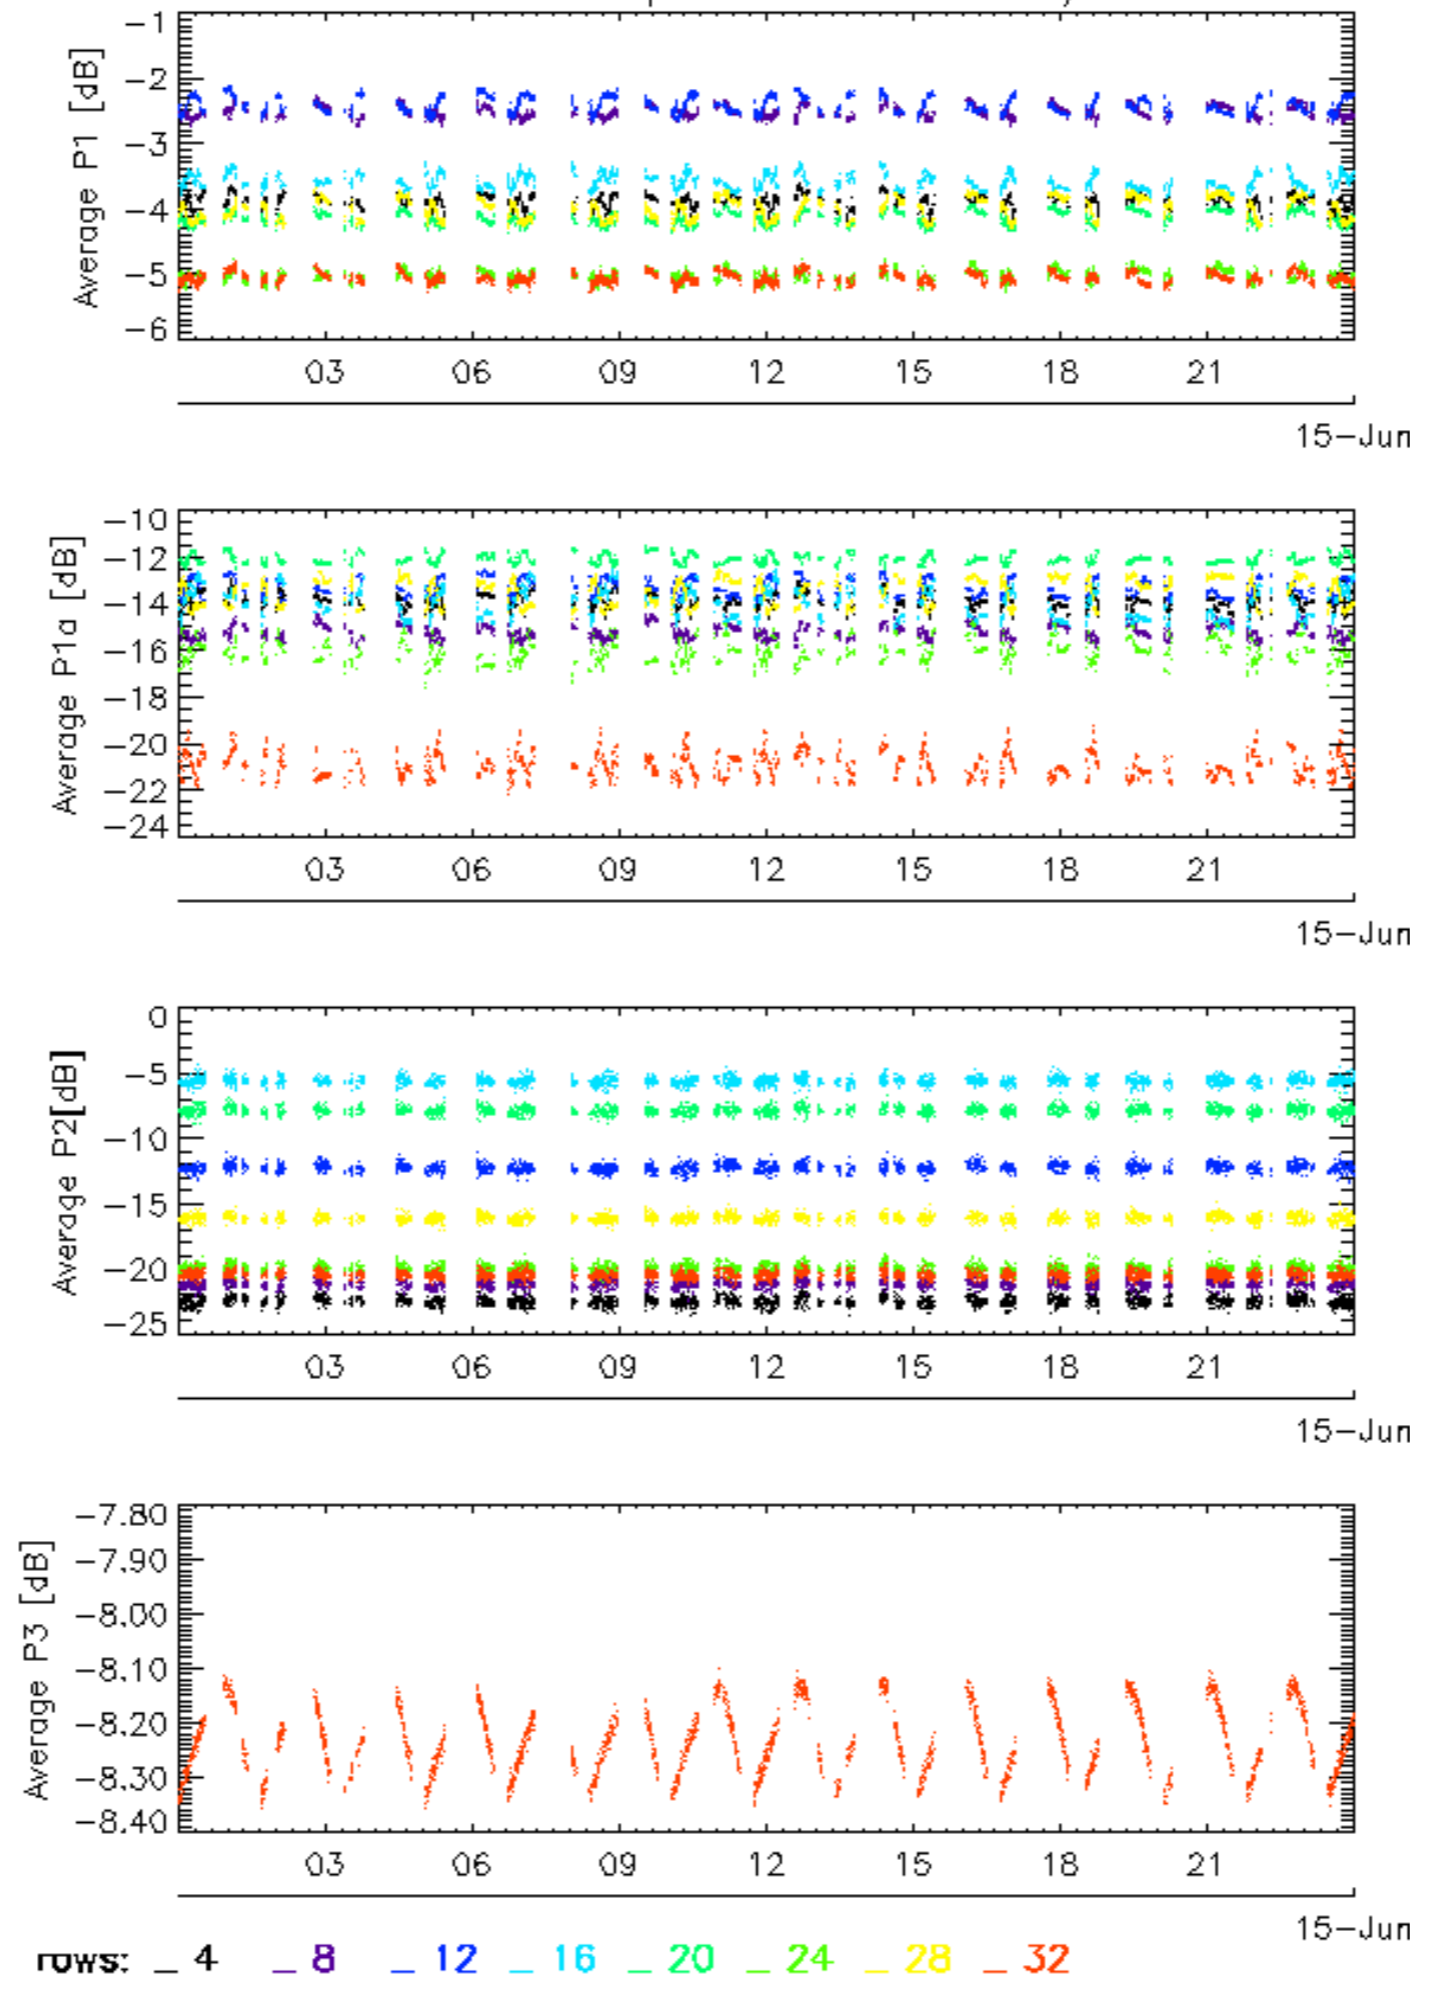 -1
-2
-3
-4
-5
-6
Average P1 [dB]
03 06 09 12 15 18 21
15-Jun
-10
-12
-14
-16
-18
-20
-22
-24
Average P1a [dB]
03 06 09 12 15 18 21
15-Jun
0
-5
-10
-15
-20
-25
Average P2[dB]
03 06 09 12 15 18 21
15-Jun
-7.80
-7.90
-8.00
-8.10
-8.20
-8.30
-8.40
Average P3 [dB]
03 06 09 12 15 18 21
15-Jun
rows: _ 4 _ 8 _ 12 _ 16 _ 20 _ 24 _ 28 _ 32